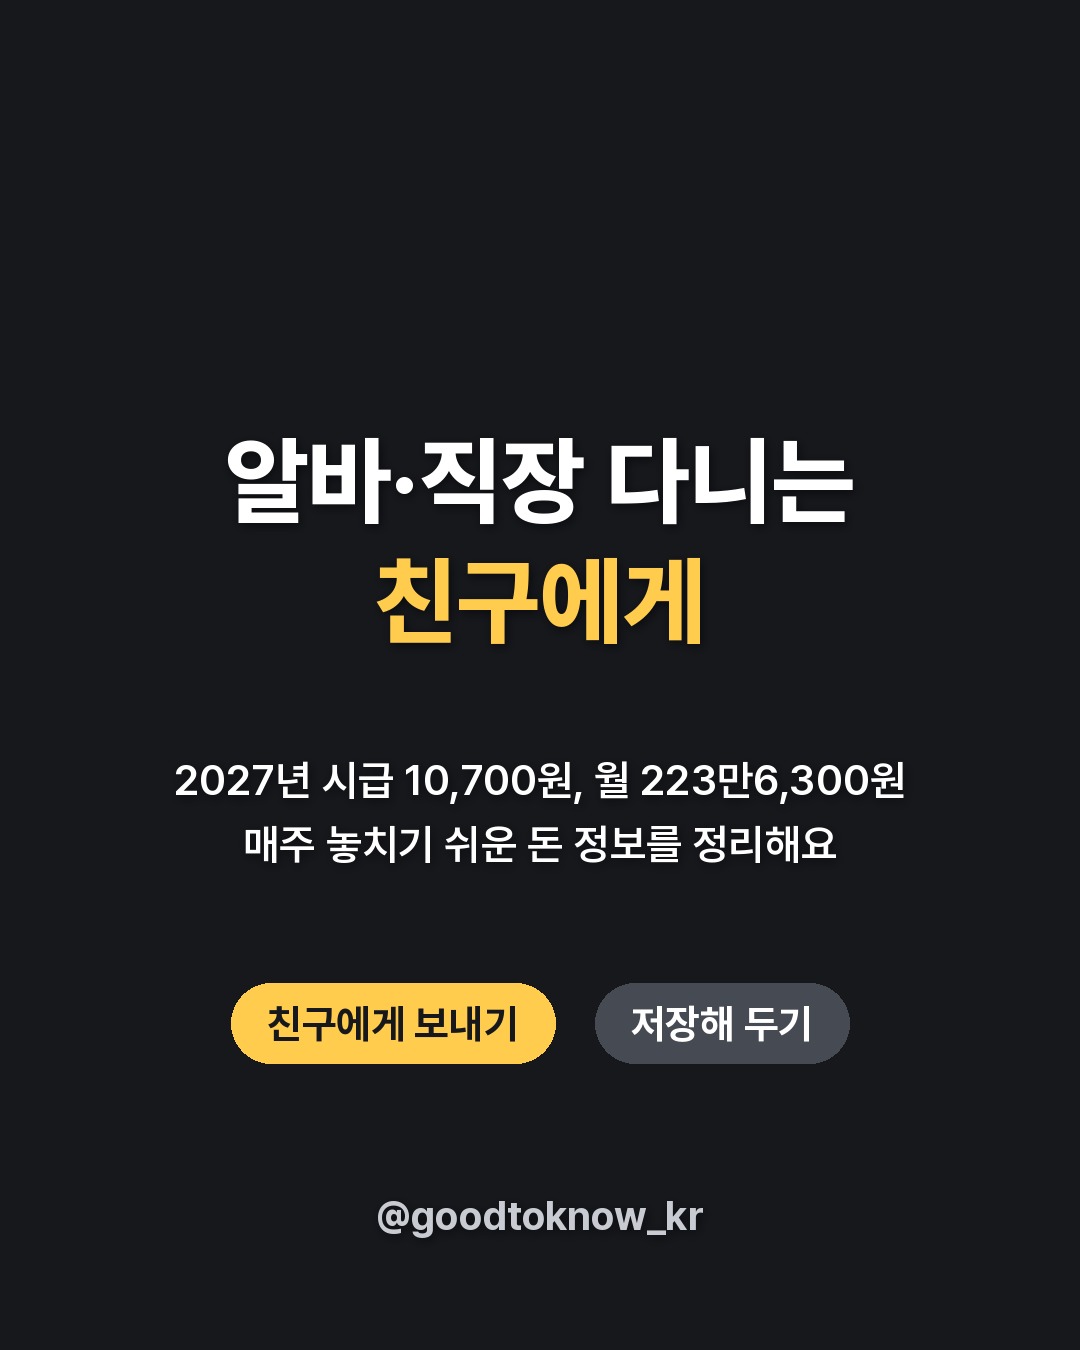 알바·직장 다니는
친구에게
2027년 시급 10,700원, 월 223만6,300원
매주 놓치기 쉬운 돈 정보를 정리해요
친구에게 보내기
저장해 두기
@goodtoknow_kr